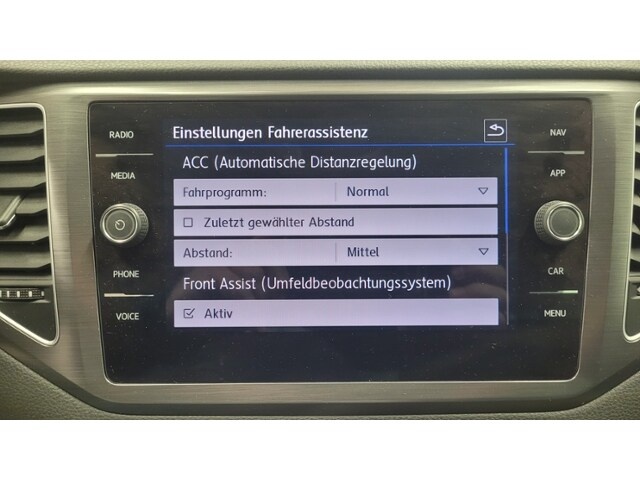 RADIO
MEDIA
PHONE
VOICE
Einstellungen Fahrerassistenz
ACC (Automatische Distanzregelung)
Fahrprogramm: Normal
Zuletzt gewählter Abstand
Abstand: Mittel
Front Assist (Umfeldbeobachtungssystem)
Aktiv
NAV
APP
CAR
MENU